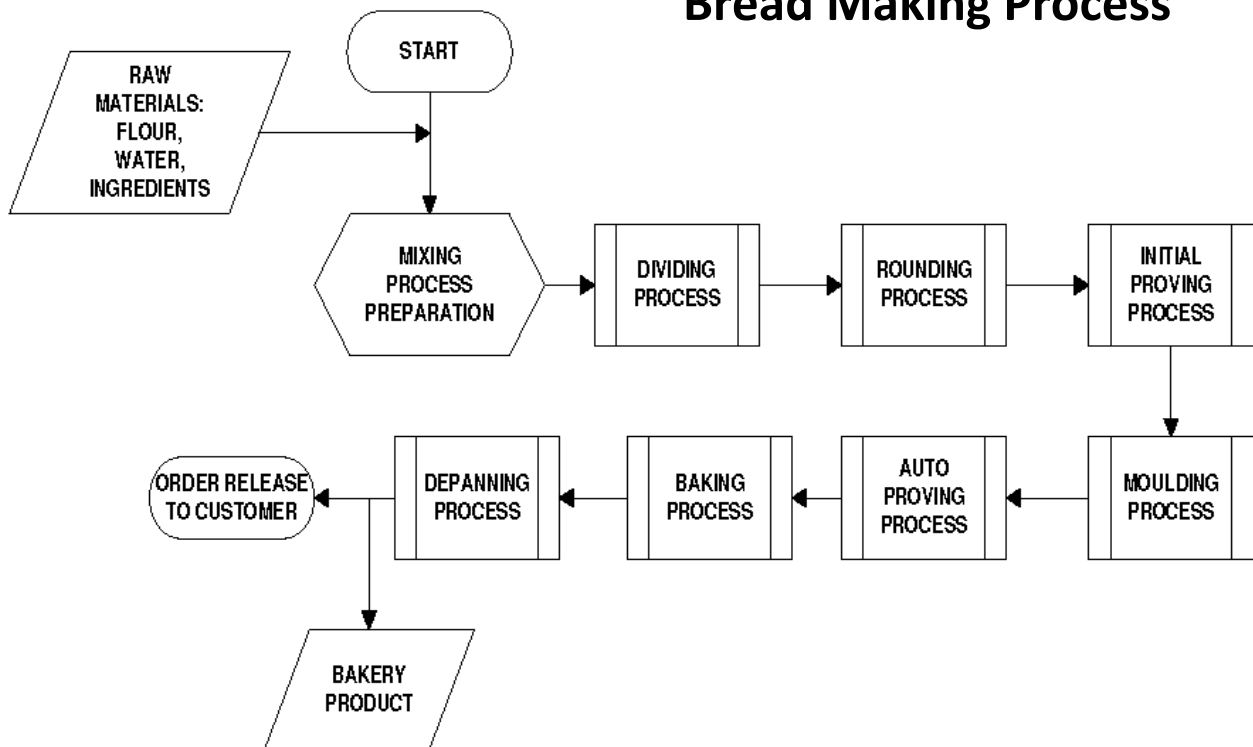 Bread Making Process
START
RAW
MATERIALS:
FLOUR,
WATER,
INGREDIENTS
MIXING
PROCESS
PREPARATION
DIVIDING
PROCESS
ROUNDING
PROCESS
INITIAL
PROVING
PROCESS
ORDER RELEASE
TO CUSTOMER
DEPANNING
PROCESS
BAKING
PROCESS
AUTO
PROVING
PROCESS
MOULDING
PROCESS
BAKERY
PRODUCT